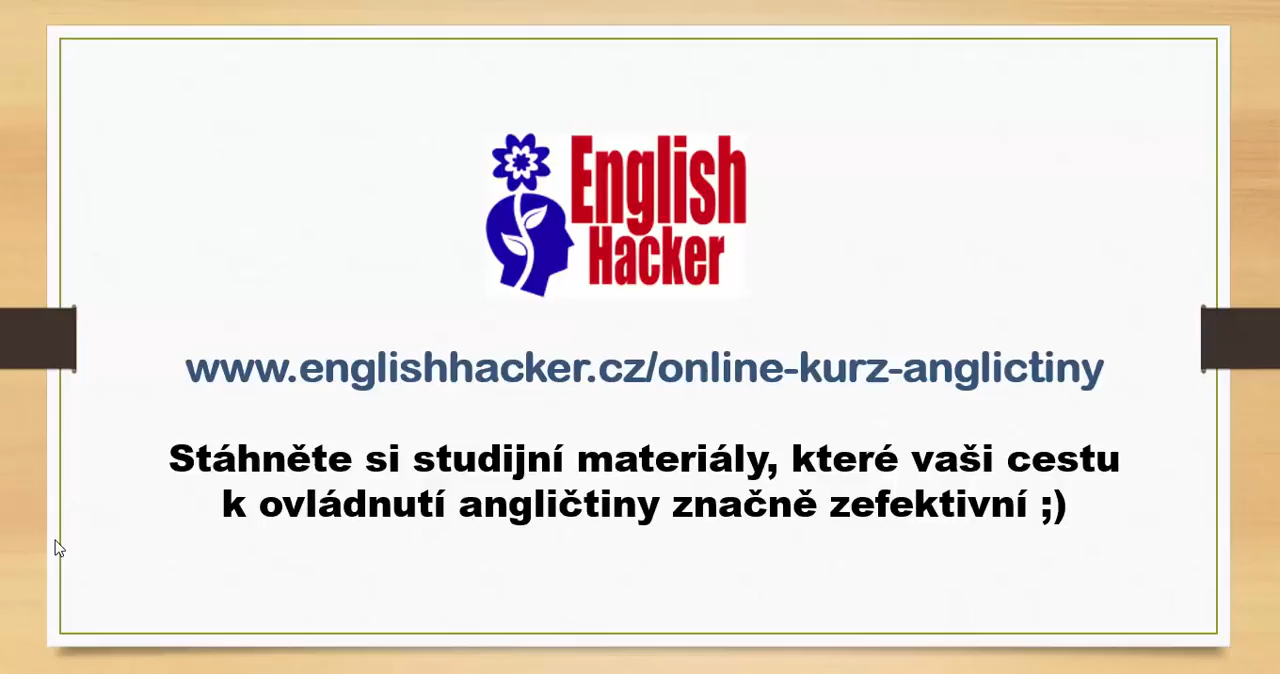 English
Hacker
www.englishhacker.cz/online-kurz-anglictiny
Stáhněte si studijní materiály, které vaši cestu
k ovládnutí angličtiny značně zefektivní ;)